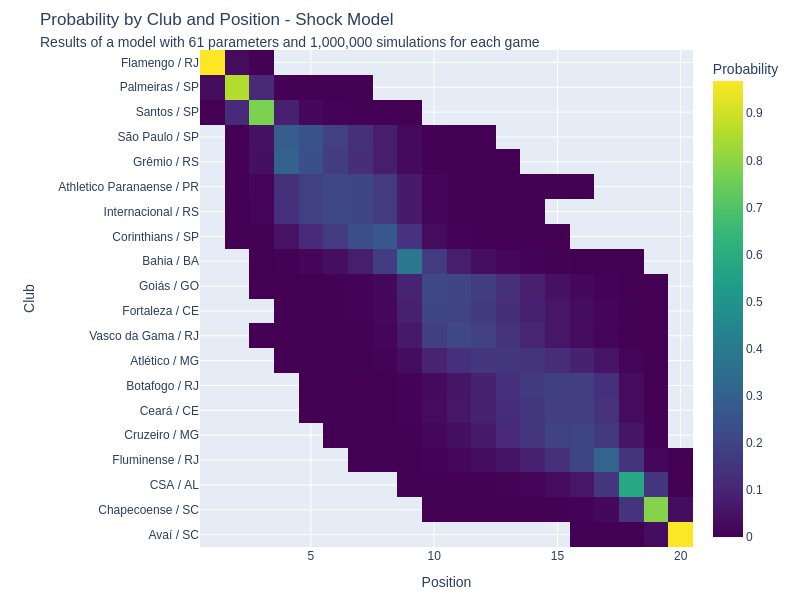 Probability by Club and Position - Shock Model
Results of a model with 61 parameters and 1,000,000 simulations for each game
Probability
Flamengo / RJ
Palmeiras / SP
Santos / SP
São Paulo / SP
Grêmio / RS
Athletico Paranaense / PR
Internacional / RS
Corinthians / SP
Bahia / BA
Goiás / GO
Fortaleza / CE
Vasco da Gama / RJ
Atlético / MG
Botafogo / RJ
Ceará / CE
Cruzeiro / MG
Fluminense / RJ
CSA / AL
Chapecoense / SC
Avaí / SC
Club
5
10
15
20
Position
0.9
0.8
0.7
0.6
0.5
0.4
0.3
0.2
0.1
0